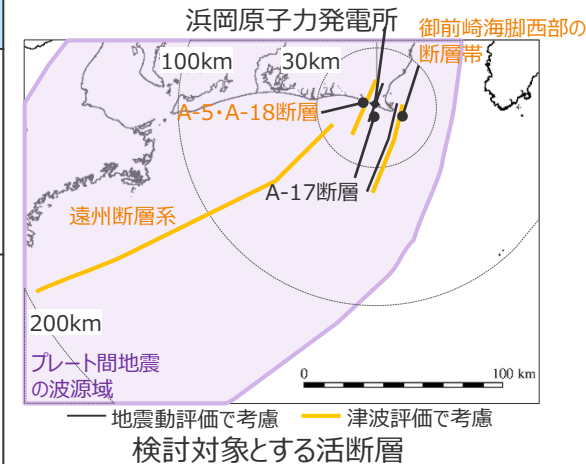 浜岡原子力発電所
御前崎海脚西部の
断層帯
100km
30km
A-5・A-18断層
A-17断層
遠州断層系
200km
プレート間地震
の波源域
0 100 km
地震動評価で考慮 津波評価で考慮
検討対象とする活断層